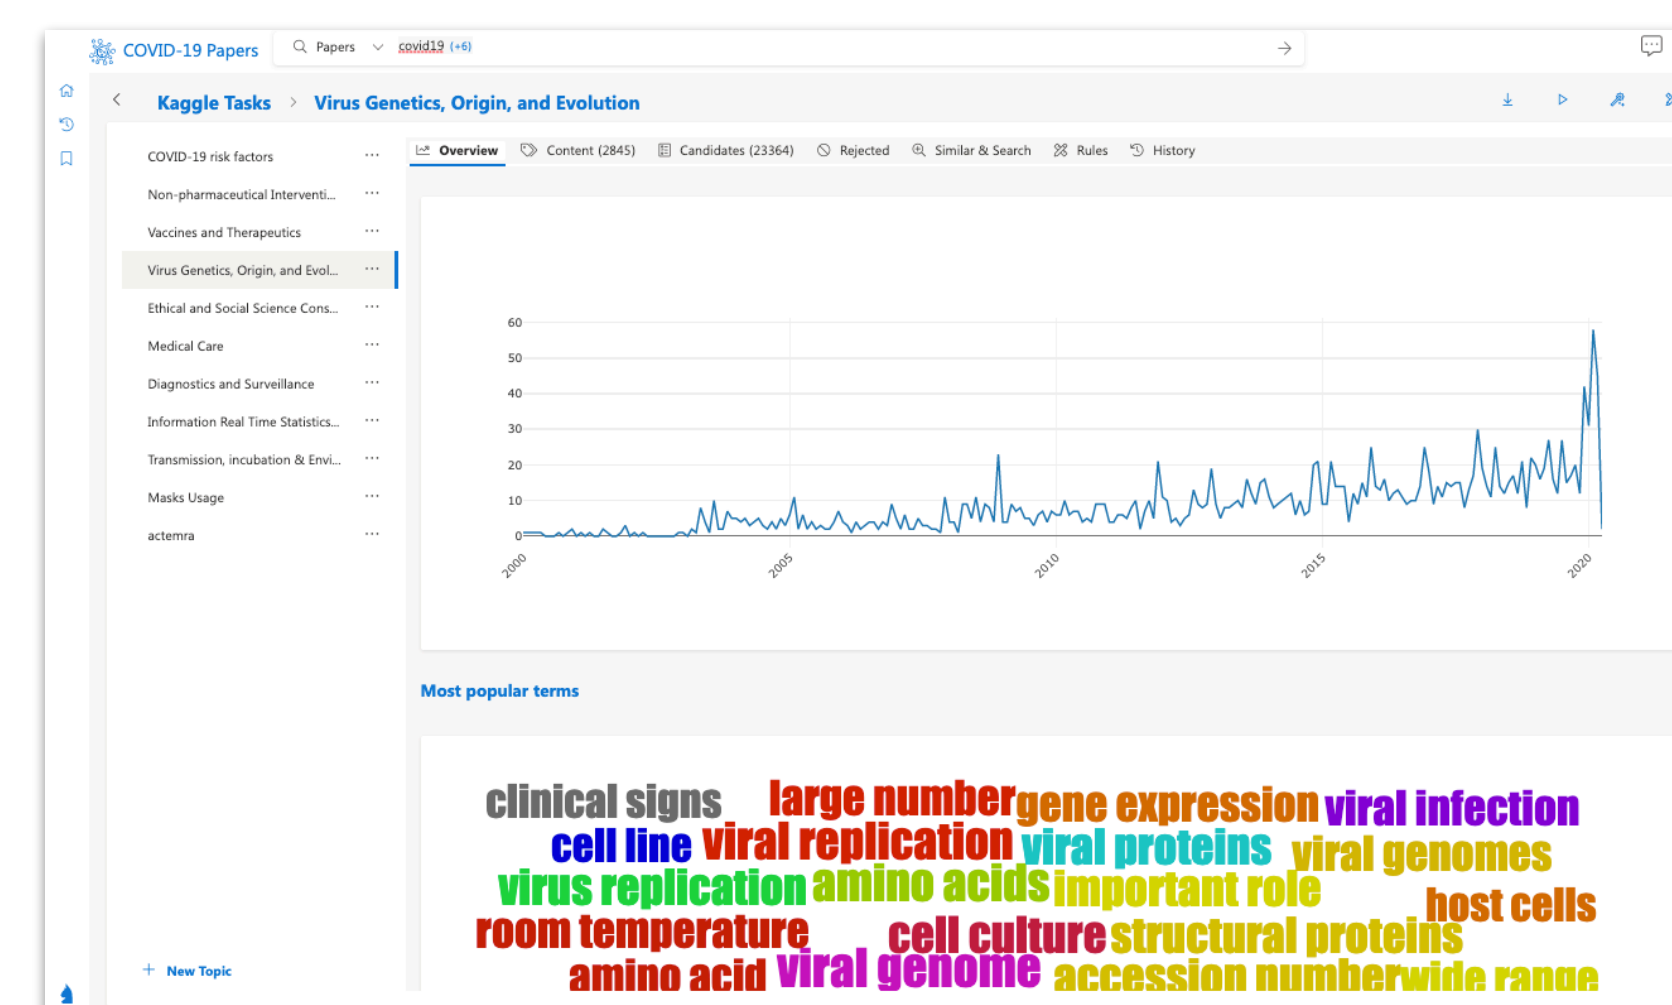 COVID-19 Papers
Papers covid19 (+6)
Kaggle Tasks > Virus Genetics, Origin, and Evolution
COVID-19 risk factors ...
Non-pharmaceutical Interventi... ...
Vaccines and Therapeutics ...
Virus Genetics, Origin, and Evol... ...
Ethical and Social Science Cons... ...
Medical Care ...
Diagnostics and Surveillance ...
Information Real Time Statistics... ...
Transmission, incubation & Envi... ...
Masks Usage ...
actemra ...
+ New Topic
Overview Content (2845) Candidates (23364) Rejected Similar & Search Rules History
60
50
40
30
20
10
0
2000 2005 2010 2015 2020
Most popular terms
clinical signs large number gene expression viral infection
cell line viral replication viral proteins viral genomes
virus replication amino acids important role host cells
room temperature cell culture structural proteins
amino acid viral genome accession number wide range